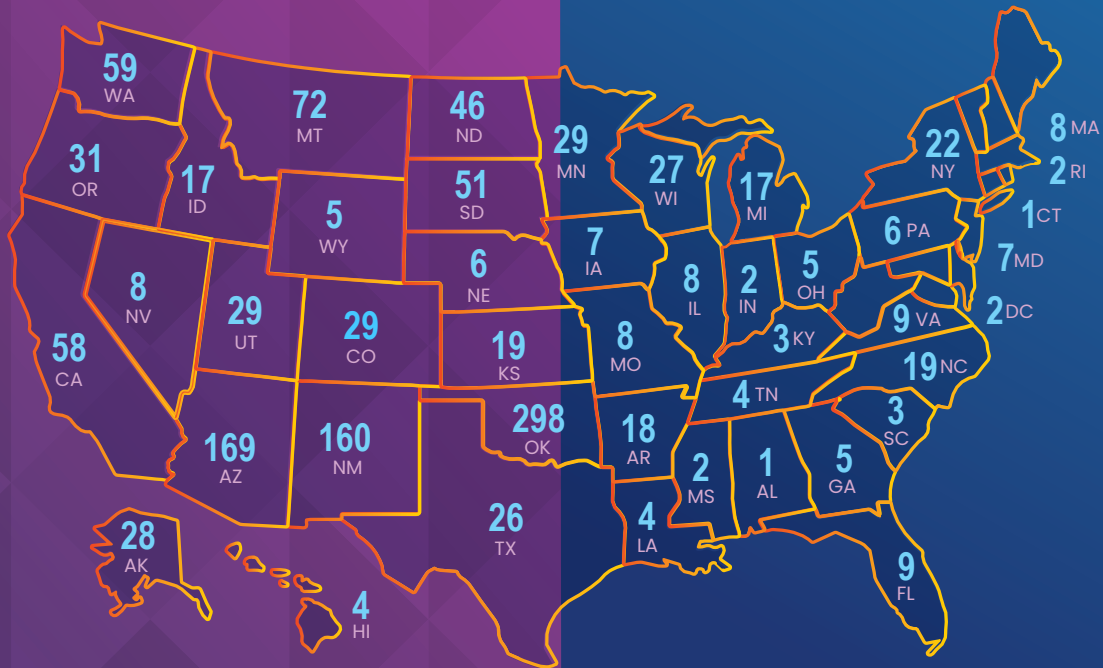 59
WA
72
MT
46
ND
29
MN
8 MA
31
OR
17
ID
51
SD
27
WI
17
MI
22
NY
2 RI
5
WY
1 CT
6 PA
7
IA
7 MD
8
NV
6
NE
8
IL
2
IN
5
OH
29
UT
29
CO
9 VA
2 DC
58
CA
19
KS
8
MO
3 KY
19 NC
4 TN
169
AZ
160
NM
298
OK
18
AR
3
SC
2
MS
1
AL
5
GA
28
AK
26
TX
4
LA
9
FL
4
HI